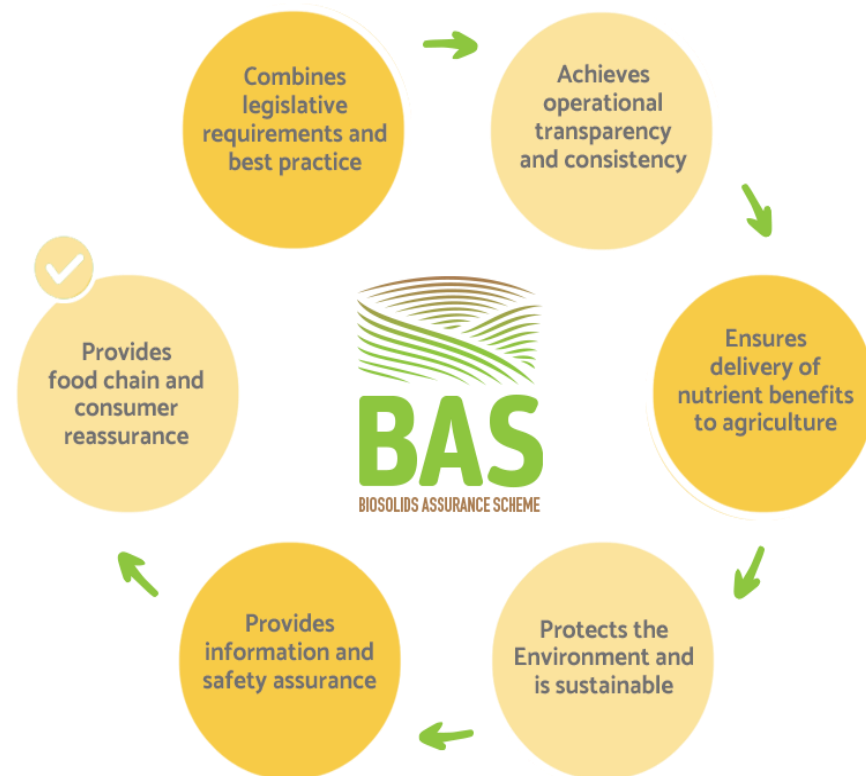 Combines
legislative
requirements and
best practice
Achieves
operational
transparency
and consistency
Ensures
delivery of
nutrient benefits
to agriculture
Protects the
Environment and
is sustainable
Provides
information and
safety assurance
Provides
food chain and
consumer
reassurance
BAS
BIOSOLIDS ASSURANCE SCHEME